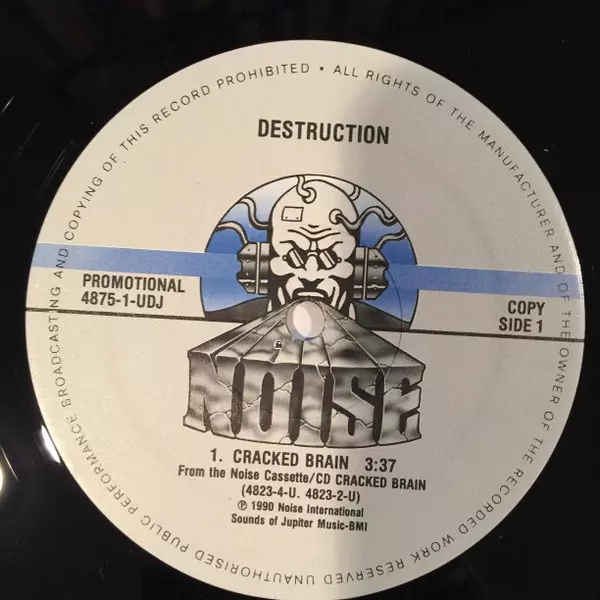 DESTRUCTION
PROMOTIONAL
4875-1-UDJ
COPY
SIDE 1
NOISE
1. CRACKED BRAIN 3:37
From the Noise Cassette/CD CRACKED BRAIN
(4823-4-U. 4823-2-U)
℗ 1990 Noise International
Sounds of Jupiter Music-BMI
ALL RIGHTS OF THE MANUFACTURER AND OF THE OWNER OF THE RECORDED WORK RESERVED UNAUTHORISED PUBLIC PERFORMANCE BROADCASTING AND COPYING OF THIS RECORD PROHIBITED •